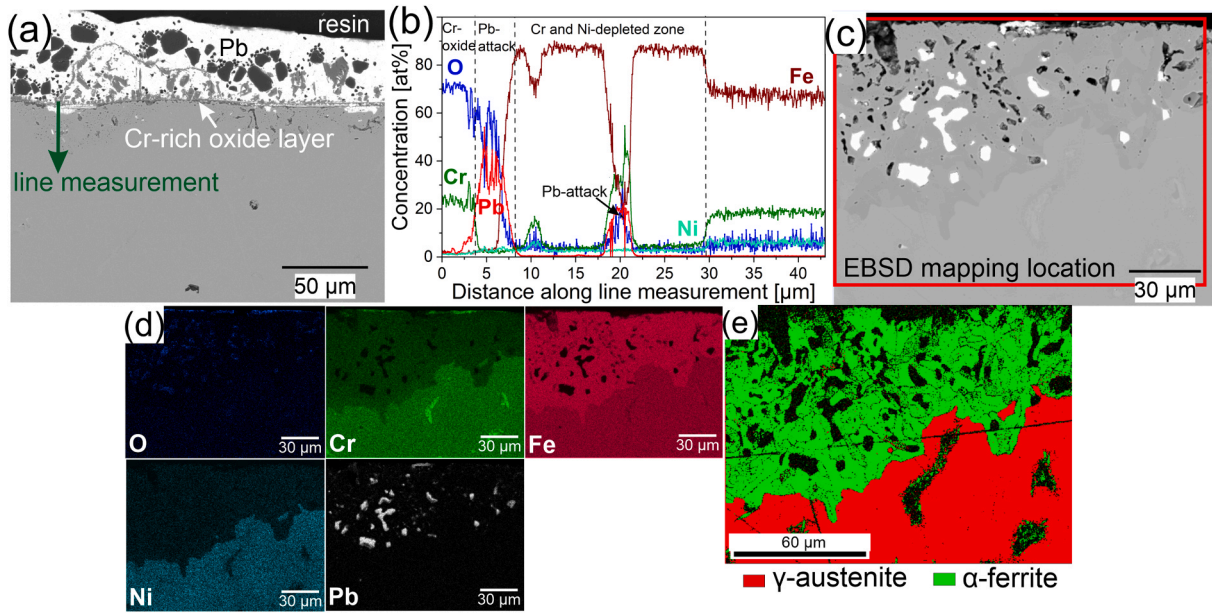 (a)
resin
Pb
Cr-rich oxide layer
line measurement
50 µm
(b)
Concentration [at%]
80
60
40
20
0
Cr-
oxide
Pb-
attack
Cr and Ni-depleted zone
O
Fe
Cr
Pb
Pb-attack
Ni
0 5 10 15 20 25 30 35 40
Distance along line measurement [µm]
(c)
EBSD mapping location
30 µm
(d)
O
30 µm
Cr
30 µm
Fe
30 µm
Ni
30 µm
Pb
30 µm
(e)
60 µm
γ-austenite
α-ferrite